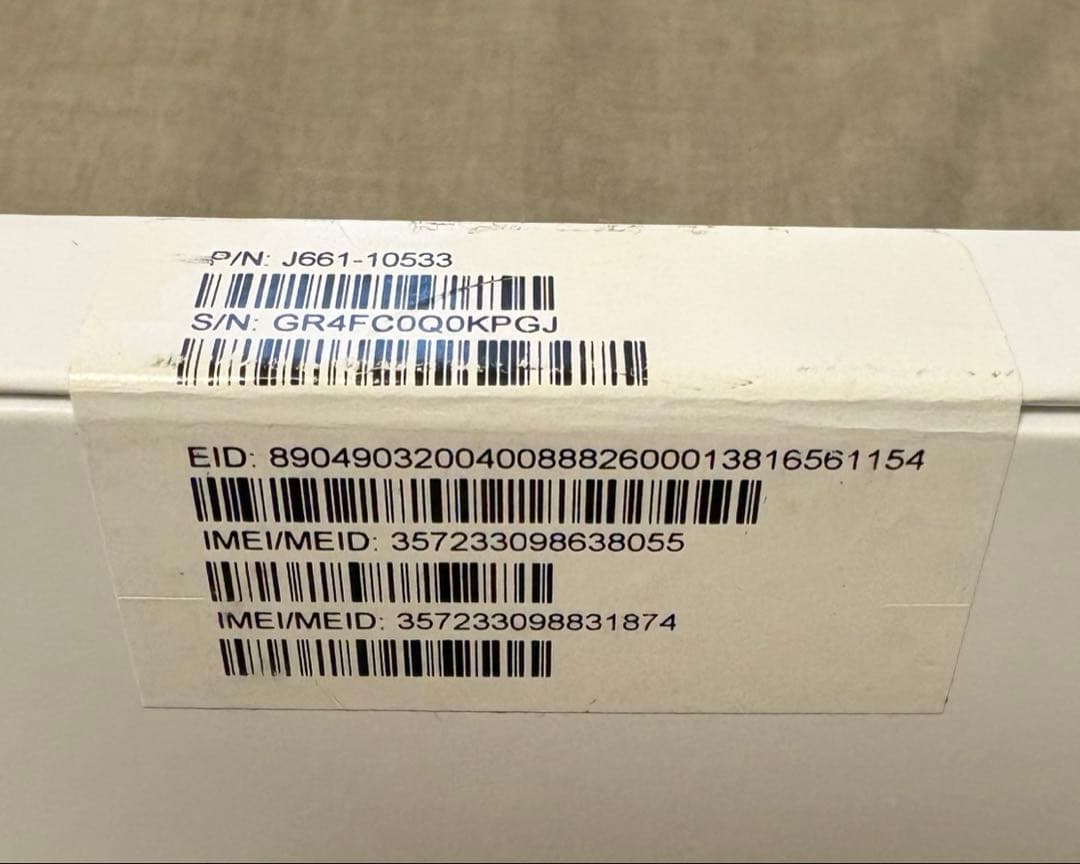 P/N: J661-10533
S/N: GR4FC0Q0KPGJ
EID: 89049032004008882600013816561154
IMEI/MEID: 357233098638055
IMEI/MEID: 357233098831874